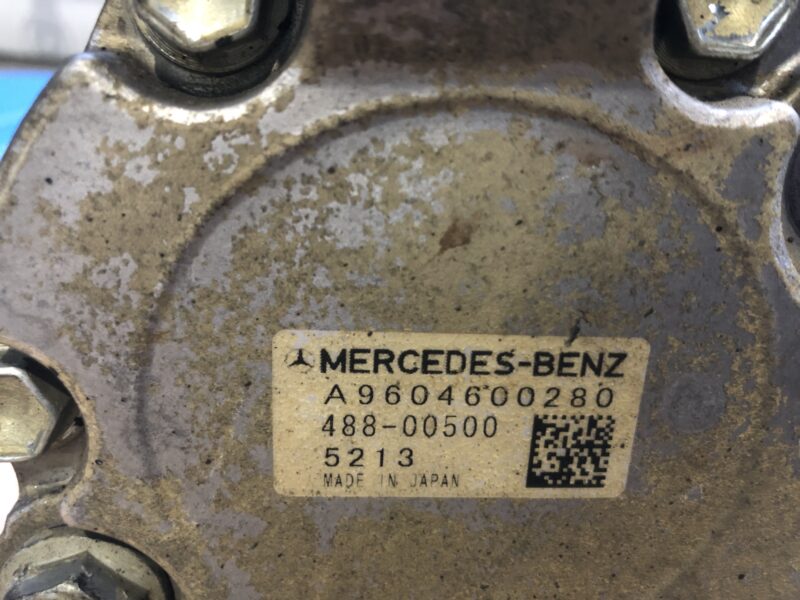 MERCEDES-BENZ
A9604600280
488-00500
5213
MADE IN JAPAN